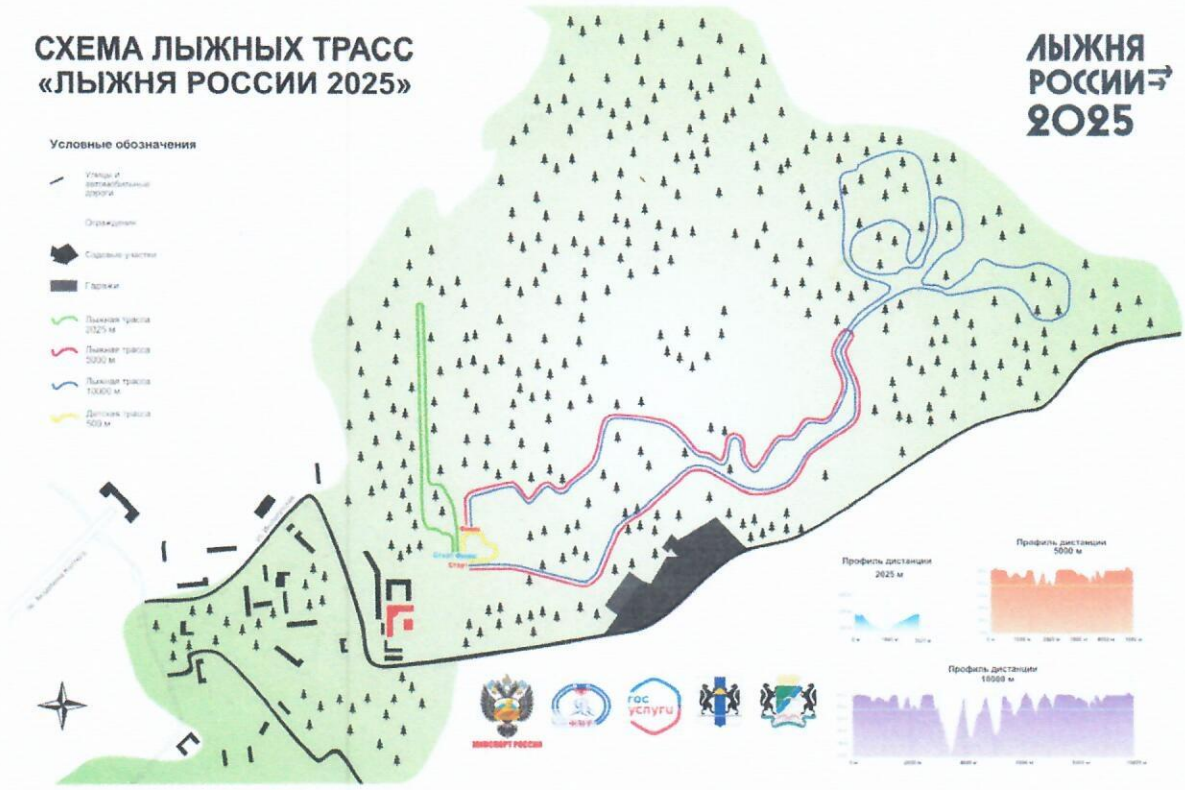 СХЕМА ЛЫЖНЫХ ТРАСС
«ЛЫЖНЯ РОССИИ 2025»
ЛЫЖНЯ
РОССИИ
2025
Условные обозначения
Улицы и
автомобильные
дороги
Ограждения
Садовые участки
Гаражи
Лыжная трасса
2025 м
Лыжная трасса
5000 м
Лыжная трасса
10000 м
Детская трасса
500 м
Старт
Профиль дистанции
2025 м
Профиль дистанции
5000 м
Профиль дистанции
10000 м
МИНСПОРТ РОССИИ
гос
услуги